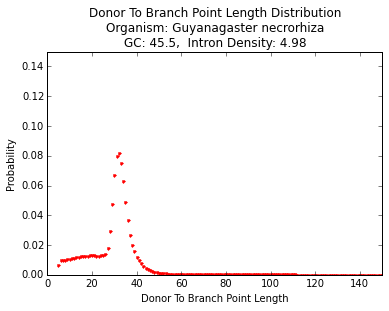 Donor To Branch Point Length Distribution
Organism: Guyanagaster necrorhiza
GC: 45.5,  Intron Density: 4.98
0.14
0.12
0.10
0.08
0.06
0.04
0.02
0.00
Probability
0 20 40 60 80 100 120 140
Donor To Branch Point Length